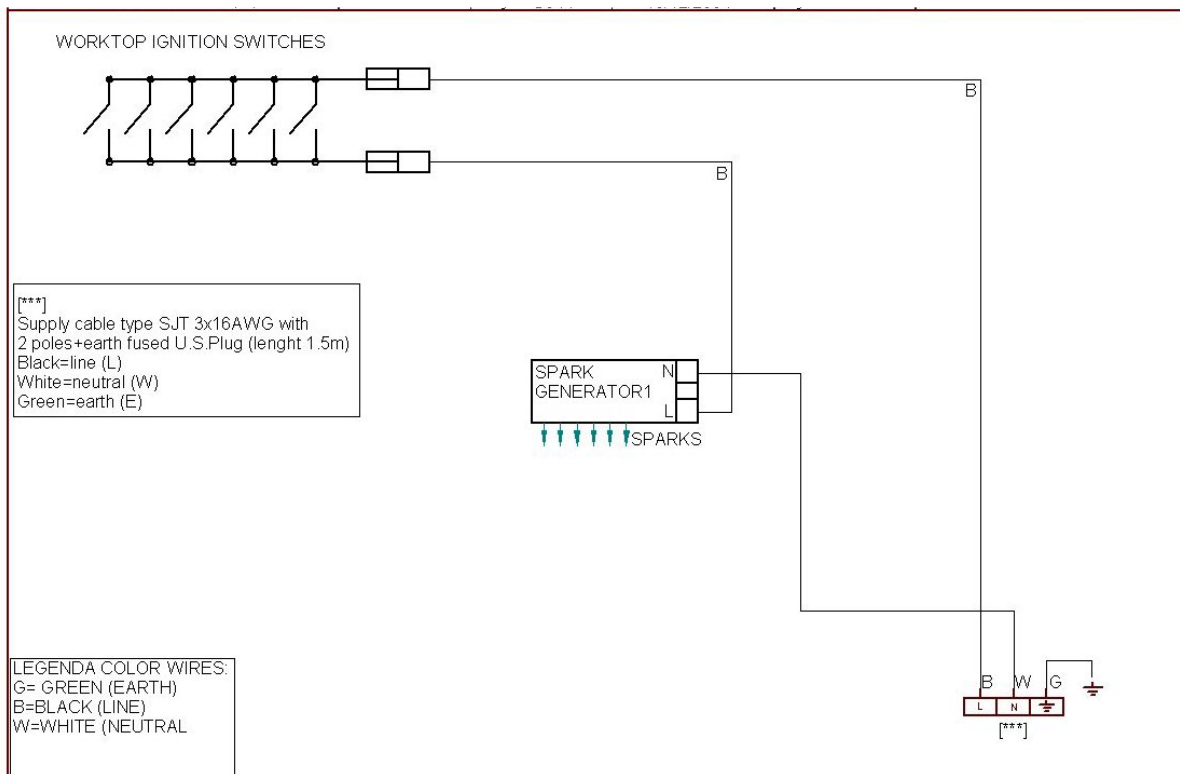 WORKTOP IGNITION SWITCHES
B
B
[***]
Supply cable type SJT 3x16AWG with
2 poles+earth fused U.S.Plug (lenght 1.5m)
Black=line (L)
White=neutral (W)
Green=earth (E)
SPARK
GENERATOR1
N
L
SPARKS
LEGENDA COLOR WIRES:
G= GREEN (EARTH)
B=BLACK (LINE)
W=WHITE (NEUTRAL
B W G
L N
[***]